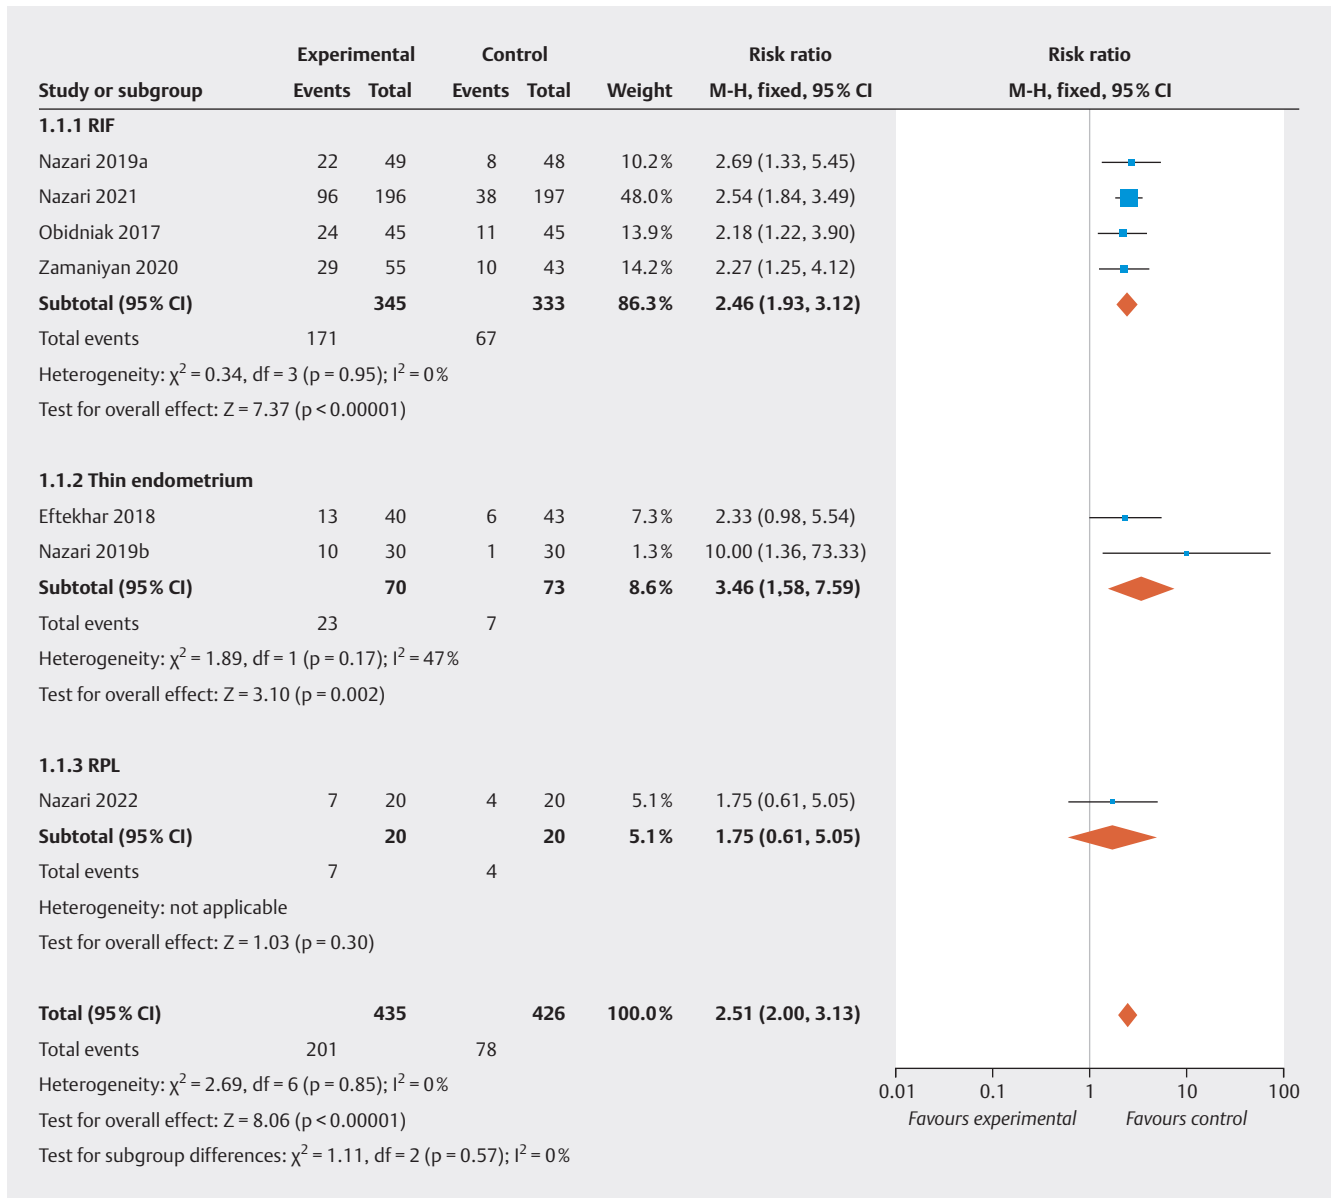 Experimental Control Risk ratio Risk ratio
Study or subgroup Events Total Events Total Weight M-H, fixed, 95% CI M-H, fixed, 95% CI
1.1.1 RIF
Nazari 2019a 22 49 8 48 10.2% 2.69 (1.33, 5.45)
Nazari 2021 96 196 38 197 48.0% 2.54 (1.84, 3.49)
Obidniak 2017 24 45 11 45 13.9% 2.18 (1.22, 3.90)
Zamaniyan 2020 29 55 10 43 14.2% 2.27 (1.25, 4.12)
Subtotal (95% CI) 345 333 86.3% 2.46 (1.93, 3.12)
Total events 171 67
Heterogeneity: χ² = 0.34, df = 3 (p = 0.95); I² = 0%
Test for overall effect: Z = 7.37 (p < 0.00001)
1.1.2 Thin endometrium
Eftekhar 2018 13 40 6 43 7.3% 2.33 (0.98, 5.54)
Nazari 2019b 10 30 1 30 1.3% 10.00 (1.36, 73.33)
Subtotal (95% CI) 70 73 8.6% 3.46 (1,58, 7.59)
Total events 23 7
Heterogeneity: χ² = 1.89, df = 1 (p = 0.17); I² = 47%
Test for overall effect: Z = 3.10 (p = 0.002)
1.1.3 RPL
Nazari 2022 7 20 4 20 5.1% 1.75 (0.61, 5.05)
Subtotal (95% CI) 20 20 5.1% 1.75 (0.61, 5.05)
Total events 7 4
Heterogeneity: not applicable
Test for overall effect: Z = 1.03 (p = 0.30)
Total (95% CI) 435 426 100.0% 2.51 (2.00, 3.13)
Total events 201 78
Heterogeneity: χ² = 2.69, df = 6 (p = 0.85); I² = 0%
Test for overall effect: Z = 8.06 (p < 0.00001)
Test for subgroup differences: χ² = 1.11, df = 2 (p = 0.57); I² = 0%
0.01 0.1 1 10 100
Favours experimental Favours control